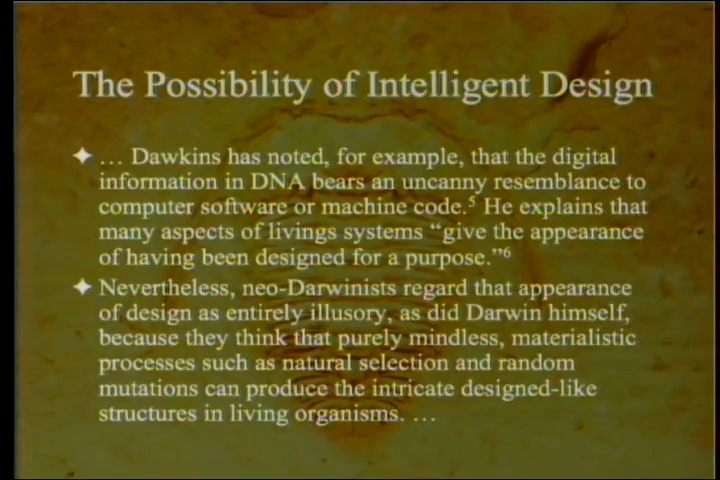 The Possibility of Intelligent Design
✦ … Dawkins has noted, for example, that the digital
information in DNA bears an uncanny resemblance to
computer software or machine code.⁵ He explains that
many aspects of livings systems “give the appearance
of having been designed for a purpose.”⁶
✦ Nevertheless, neo-Darwinists regard that appearance
of design as entirely illusory, as did Darwin himself,
because they think that purely mindless, materialistic
processes such as natural selection and random
mutations can produce the intricate designed-like
structures in living organisms. …